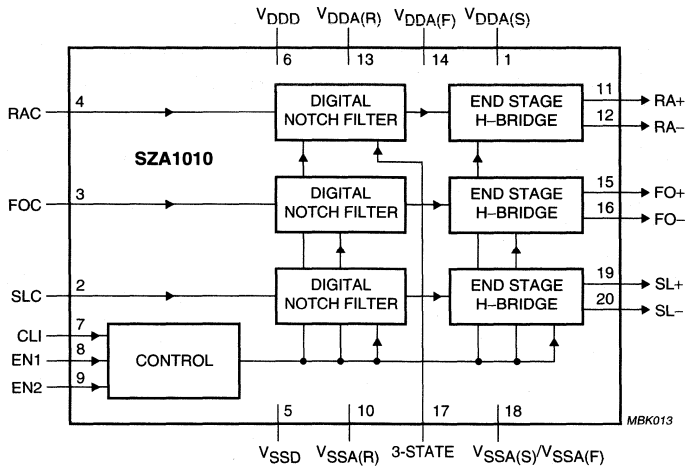 VDDD VDDA(R) VDDA(F) VDDA(S)
6 13 14 1
RAC 4 DIGITAL NOTCH FILTER END STAGE H–BRIDGE 11 RA+
12 RA–
SZA1010
FOC 3 DIGITAL NOTCH FILTER END STAGE H–BRIDGE 15 FO+
16 FO–
SLC 2 DIGITAL NOTCH FILTER END STAGE H–BRIDGE 19 SL+
20 SL–
CLI 7
EN1 8 CONTROL
EN2 9
5 10 17 18
MBK013
VSSD VSSA(R) 3-STATE VSSA(S)/VSSA(F)